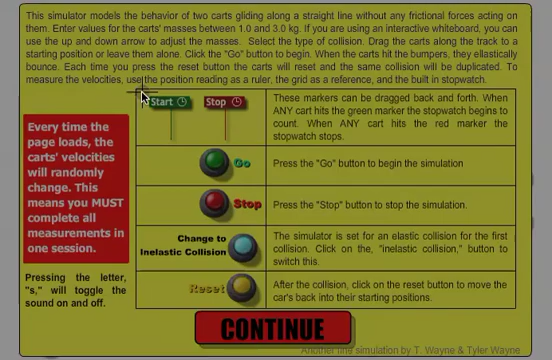 This simulator models the behavior of two carts gliding along a straight line without any frictional forces acting on
them. Enter values for the carts' masses between 1.0 and 3.0 kg. If you are using an interactive whiteboard, you can
use the up and down arrow to adjust the masses. Select the type of collision. Drag the carts along the track to a
starting position or leave them alone. Click the "Go" button to begin. When the carts hit the bumpers, they elastically
bounce. Each time you press the reset button the carts will reset and the same collision will be duplicated. To
measure the velocities, use the position reading as a ruler, the grid as a reference, and the built in stopwatch.
Every time the
page loads, the
carts' velocities
will randomly
change. This
means you MUST
complete all
measurements in
one session.
Pressing the letter,
"s," will toggle the
sound on and off.
Start
Stop
These markers can be dragged back and forth. When
ANY cart hits the green marker the stopwatch begins to
count. When ANY cart hits the red marker the
stopwatch stops.
Go
Press the "Go" button to begin the simulation
Stop
Press the "Stop" button to stop the simulation.
Change to
Inelastic Collision
The simulator is set for an elastic collision for the first
collision. Click on the, "inelastic collision," button to
switch this.
Reset
After the collision, click on the reset button to move the
car's back into their starting positions.
CONTINUE
Another fine simulation by T. Wayne & Tyler Wayne